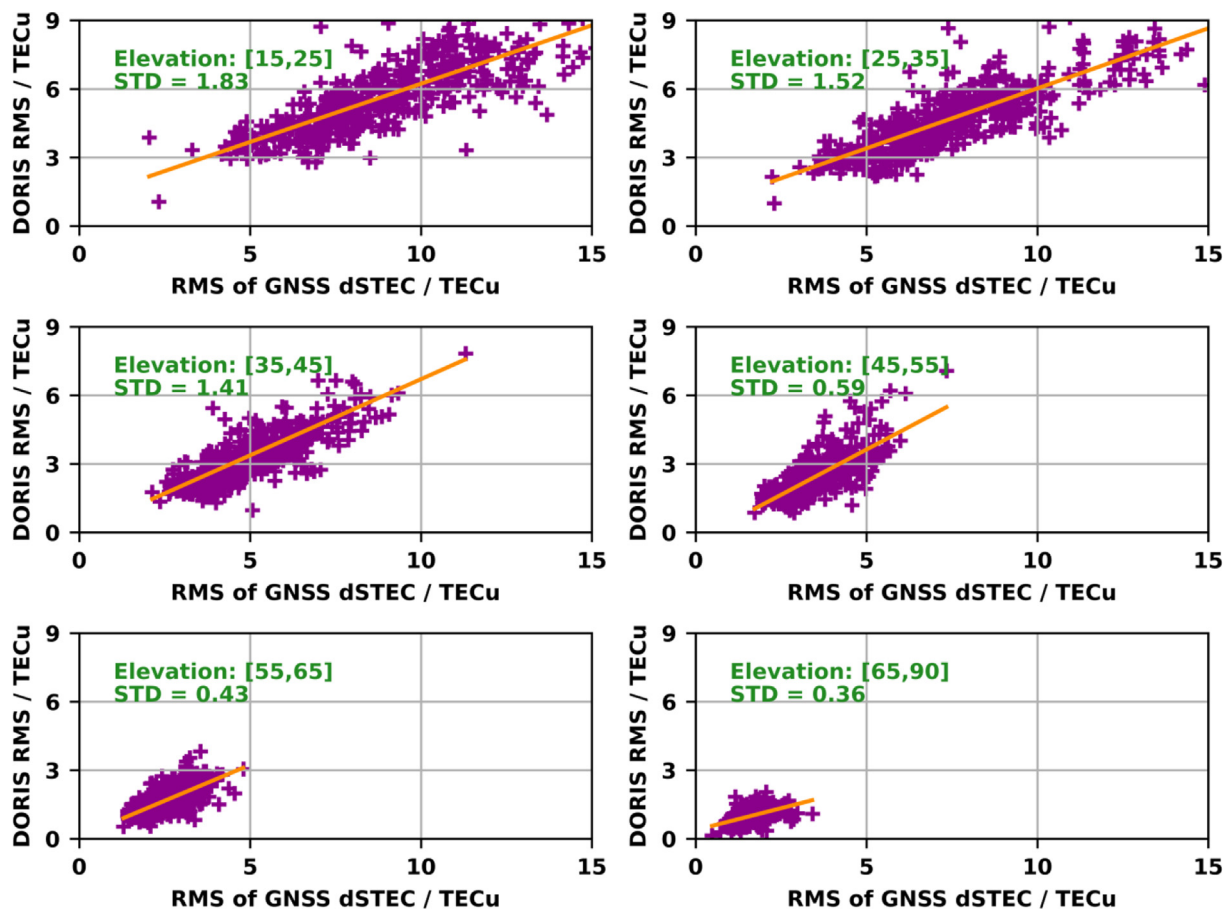 DORIS RMS / TECu
9
6
3
0
Elevation: [15,25]
STD = 1.83
0 5 10 15
RMS of GNSS dSTEC / TECu
DORIS RMS / TECu
9
6
3
0
Elevation: [25,35]
STD = 1.52
0 5 10 15
RMS of GNSS dSTEC / TECu
DORIS RMS / TECu
9
6
3
0
Elevation: [35,45]
STD = 1.41
0 5 10 15
RMS of GNSS dSTEC / TECu
DORIS RMS / TECu
9
6
3
0
Elevation: [45,55]
STD = 0.59
0 5 10 15
RMS of GNSS dSTEC / TECu
DORIS RMS / TECu
9
6
3
0
Elevation: [55,65]
STD = 0.43
0 5 10 15
RMS of GNSS dSTEC / TECu
DORIS RMS / TECu
9
6
3
0
Elevation: [65,90]
STD = 0.36
0 5 10 15
RMS of GNSS dSTEC / TECu